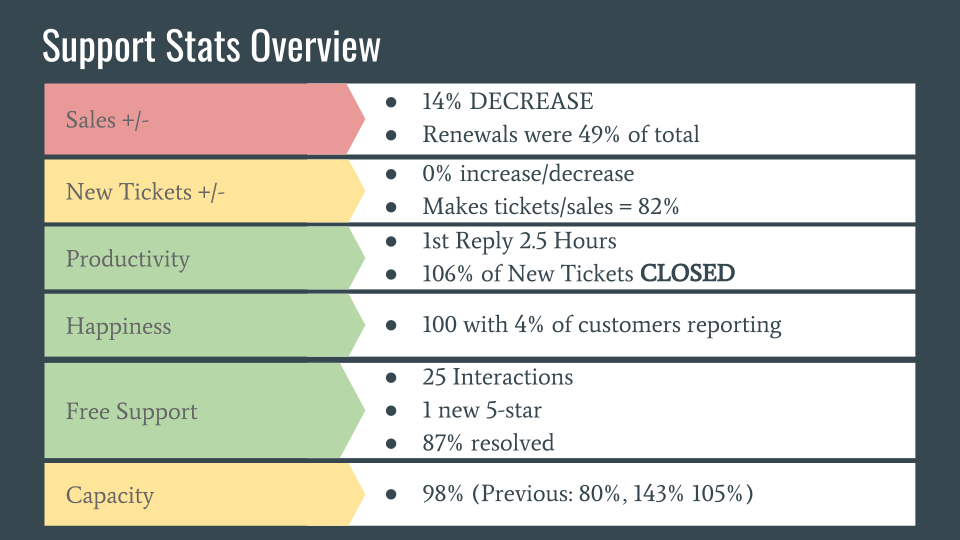 Support Stats Overview
Sales +/-
● 14% DECREASE
● Renewals were 49% of total
New Tickets +/-
● 0% increase/decrease
● Makes tickets/sales = 82%
Productivity
● 1st Reply 2.5 Hours
● 106% of New Tickets CLOSED
Happiness
● 100 with 4% of customers reporting
Free Support
● 25 Interactions
● 1 new 5-star
● 87% resolved
Capacity
● 98% (Previous: 80%, 143% 105%)